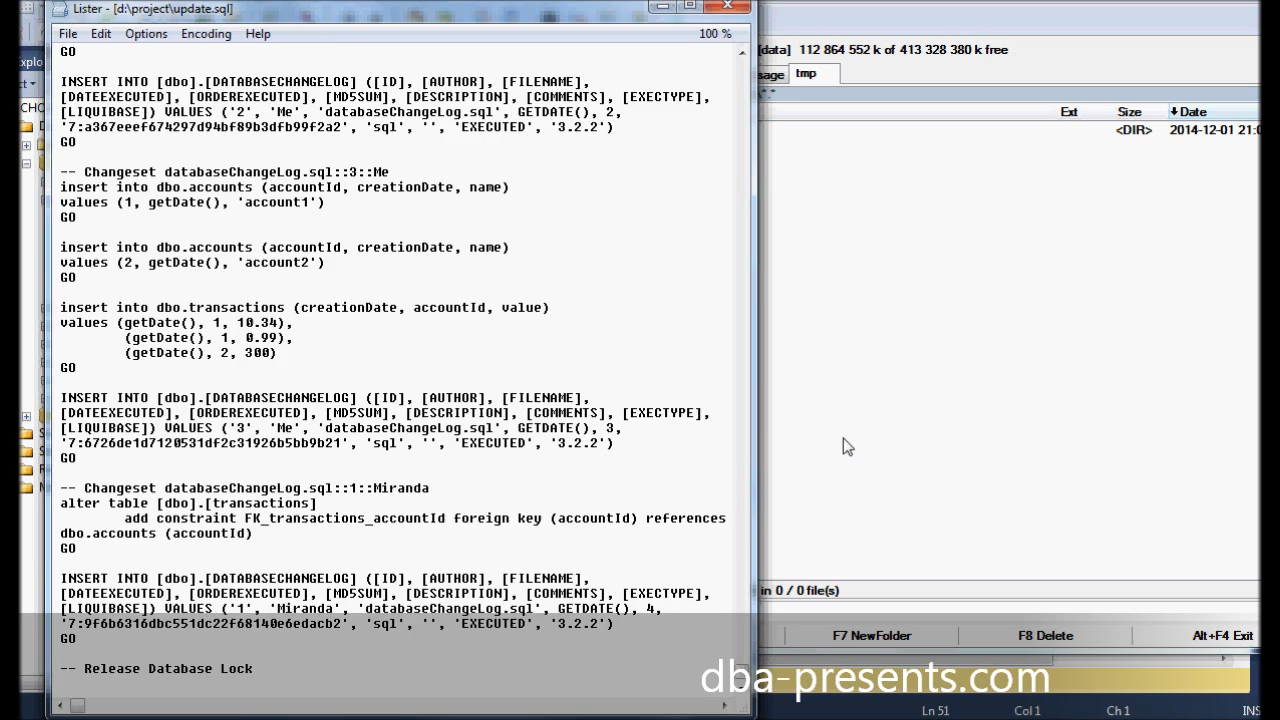 Lister - [d:\project\update.sql]
File Edit Options Encoding Help 100 %
GO
INSERT INTO [dbo].[DATABASECHANGELOG] ([ID], [AUTHOR], [FILENAME],
[DATEEXECUTED], [ORDEREXECUTED], [MD5SUM], [DESCRIPTION], [COMMENTS], [EXECTYPE],
[LIQUIBASE]) VALUES ('2', 'Me', 'databaseChangeLog.sql', GETDATE(), 2,
'7:a367eeef674297d94bf89b3dfb99f2a2', 'sql', '', 'EXECUTED', '3.2.2')
GO
-- Changeset databaseChangeLog.sql::3::Me
insert into dbo.accounts (accountId, creationDate, name)
values (1, getDate(), 'account1')
GO
insert into dbo.accounts (accountId, creationDate, name)
values (2, getDate(), 'account2')
GO
insert into dbo.transactions (creationDate, accountId, value)
values (getDate(), 1, 10.34),
(getDate(), 1, 0.99),
(getDate(), 2, 300)
GO
INSERT INTO [dbo].[DATABASECHANGELOG] ([ID], [AUTHOR], [FILENAME],
[DATEEXECUTED], [ORDEREXECUTED], [MD5SUM], [DESCRIPTION], [COMMENTS], [EXECTYPE],
[LIQUIBASE]) VALUES ('3', 'Me', 'databaseChangeLog.sql', GETDATE(), 3,
'7:6726de1d7120531df2c31926b5bb9b21', 'sql', '', 'EXECUTED', '3.2.2')
GO
-- Changeset databaseChangeLog.sql::1::Miranda
alter table [dbo].[transactions]
add constraint FK_transactions_accountId foreign key (accountId) references
dbo.accounts (accountId)
GO
INSERT INTO [dbo].[DATABASECHANGELOG] ([ID], [AUTHOR], [FILENAME],
[DATEEXECUTED], [ORDEREXECUTED], [MD5SUM], [DESCRIPTION], [COMMENTS], [EXECTYPE],
[LIQUIBASE]) VALUES ('1', 'Miranda', 'databaseChangeLog.sql', GETDATE(), 4,
'7:9f6b6316dbc551dc22f68140e6edacb2', 'sql', '', 'EXECUTED', '3.2.2')
GO
-- Release Database Lock
[data] 112 864 552 k of 413 328 380 k free
tmp
Ext Size Date
<DIR> 2014-12-01 21:0
in 0 / 0 file(s)
F7 NewFolder F8 Delete Alt+F4 Exit
dba-presents.com
Ln 51 Col 1 Ch 1 INS